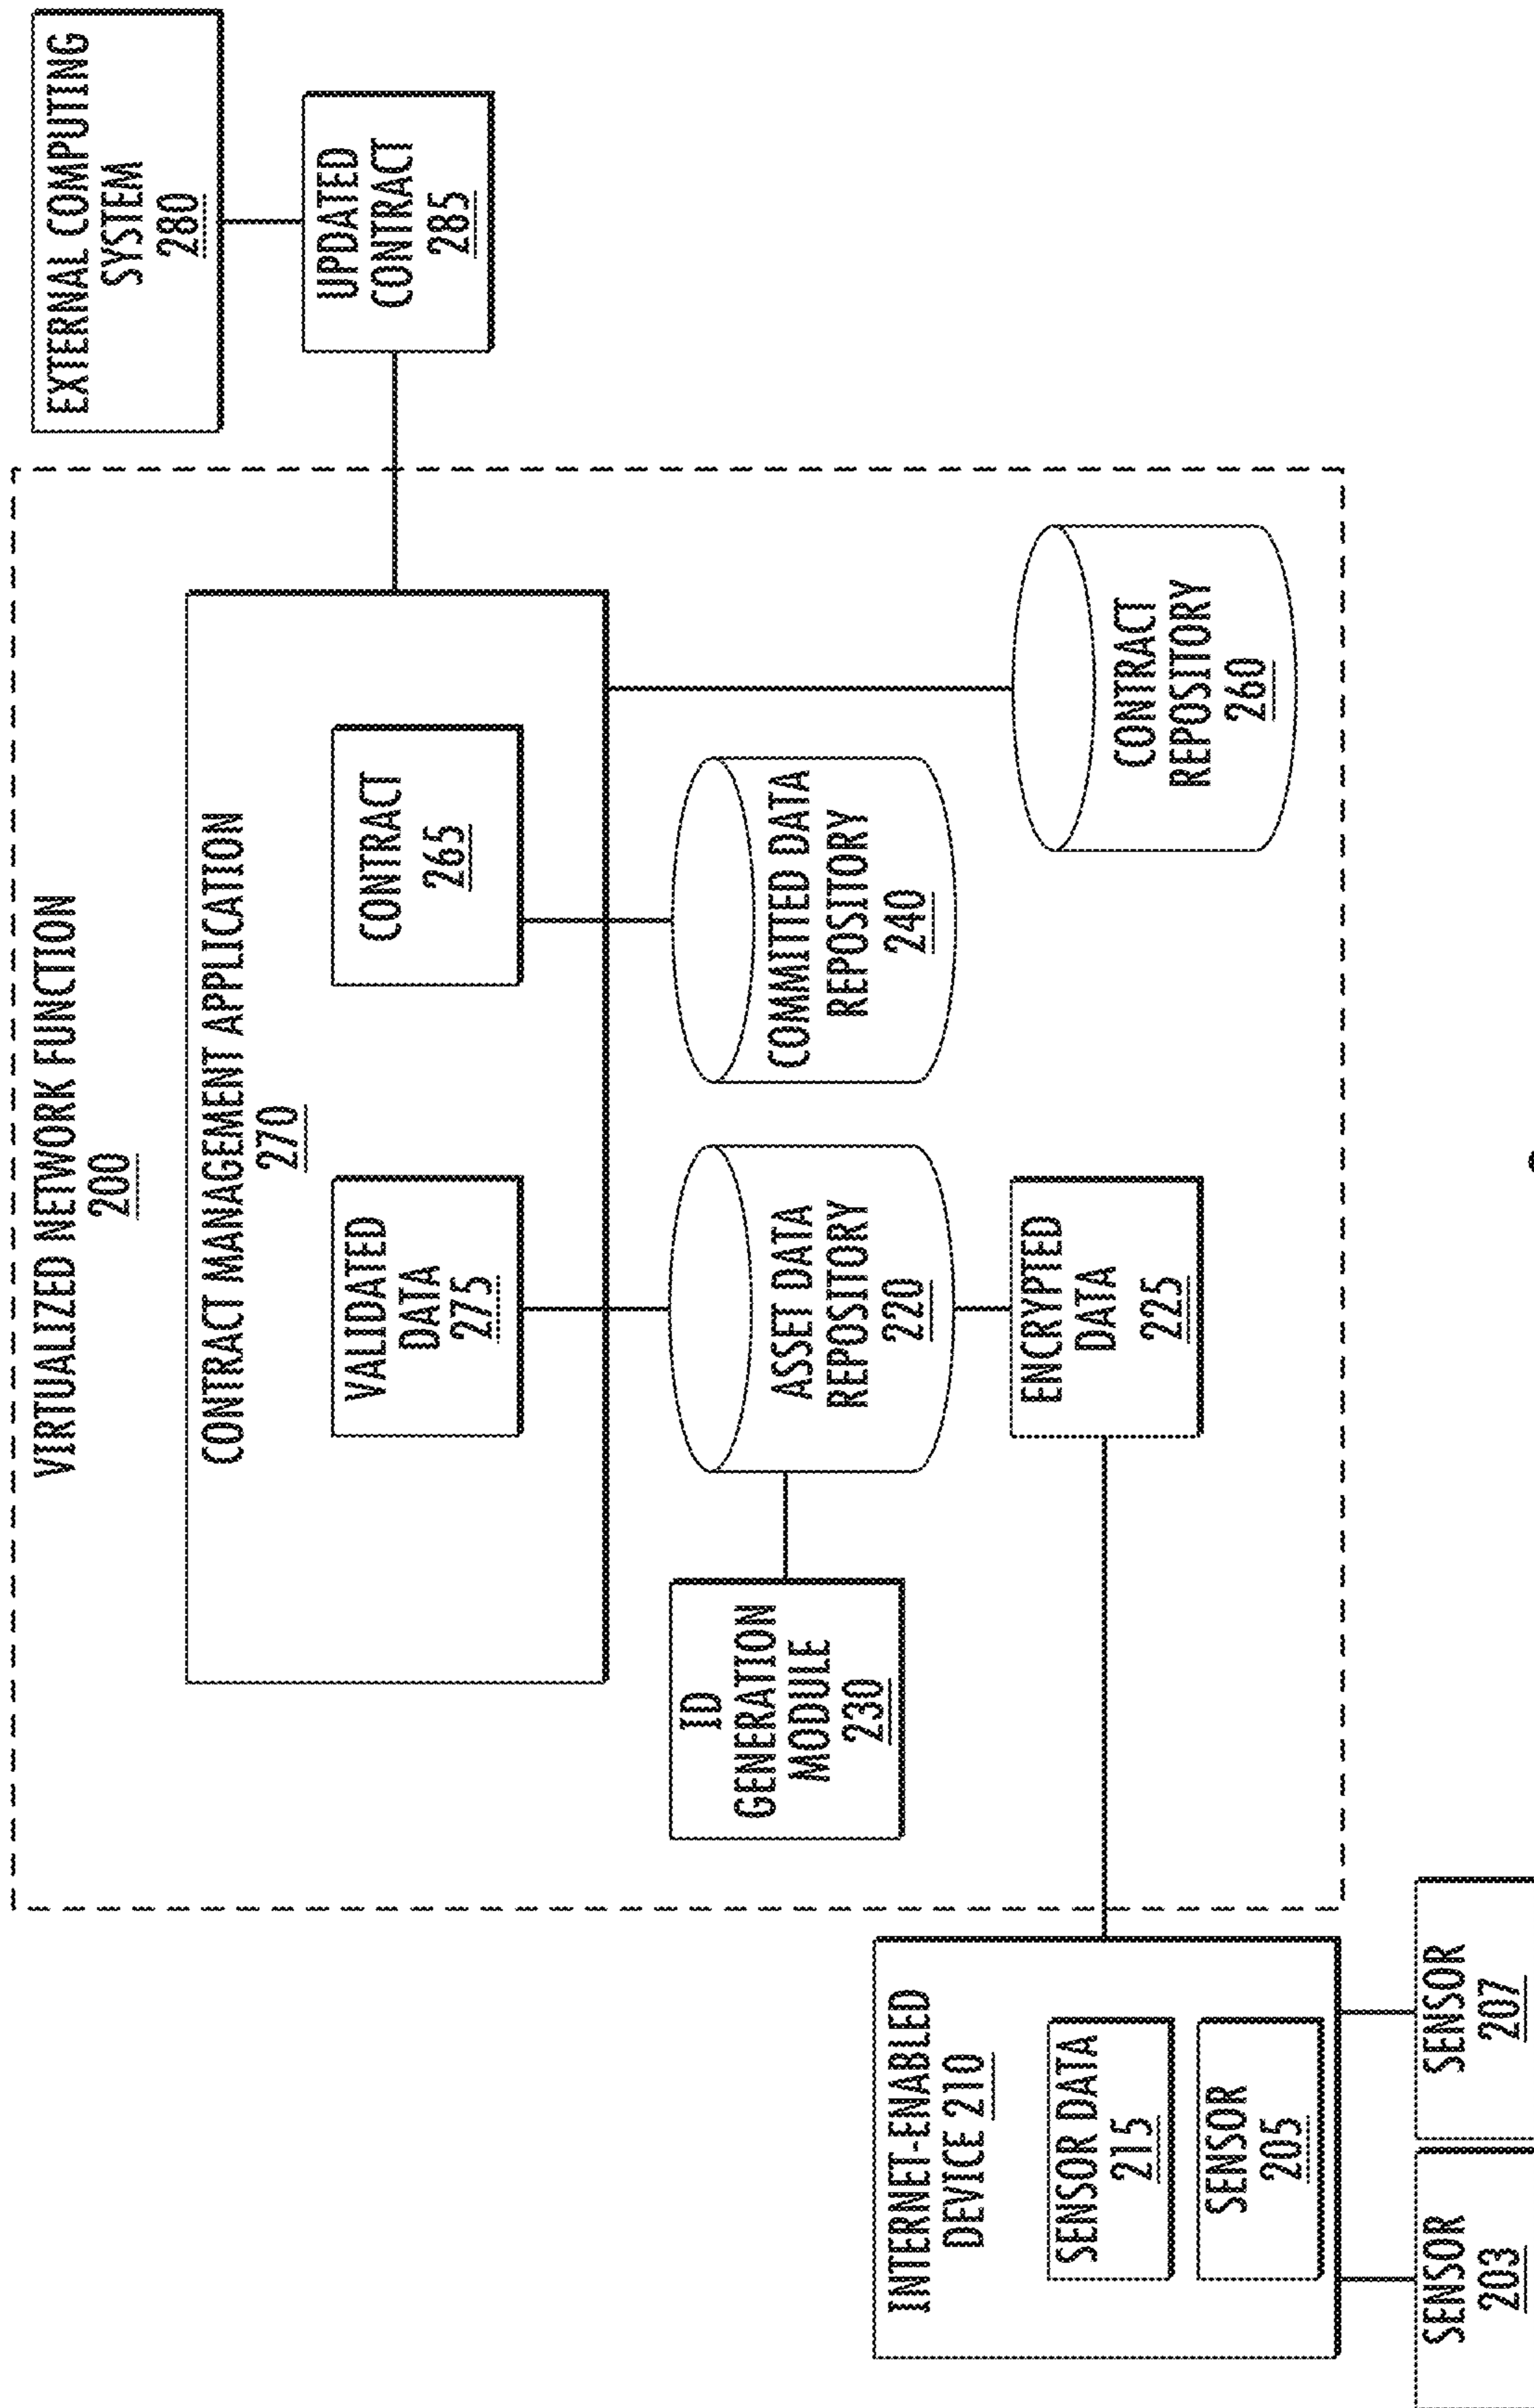 EXTERNAL COMPUTING
SYSTEM
280
UPDATED
CONTRACT
285
VIRTUALIZED NETWORK FUNCTION
200
CONTRACT MANAGEMENT APPLICATION
270
VALIDATED
DATA
275
CONTRACT
265
ID
GENERATION
MODULE
230
ASSET DATA
REPOSITORY
220
COMMITTED DATA
REPOSITORY
240
ENCRYPTED
DATA
225
CONTRACT
REPOSITORY
260
INTERNET-ENABLED
DEVICE 210
SENSOR DATA
215
SENSOR
205
SENSOR
203
SENSOR
207